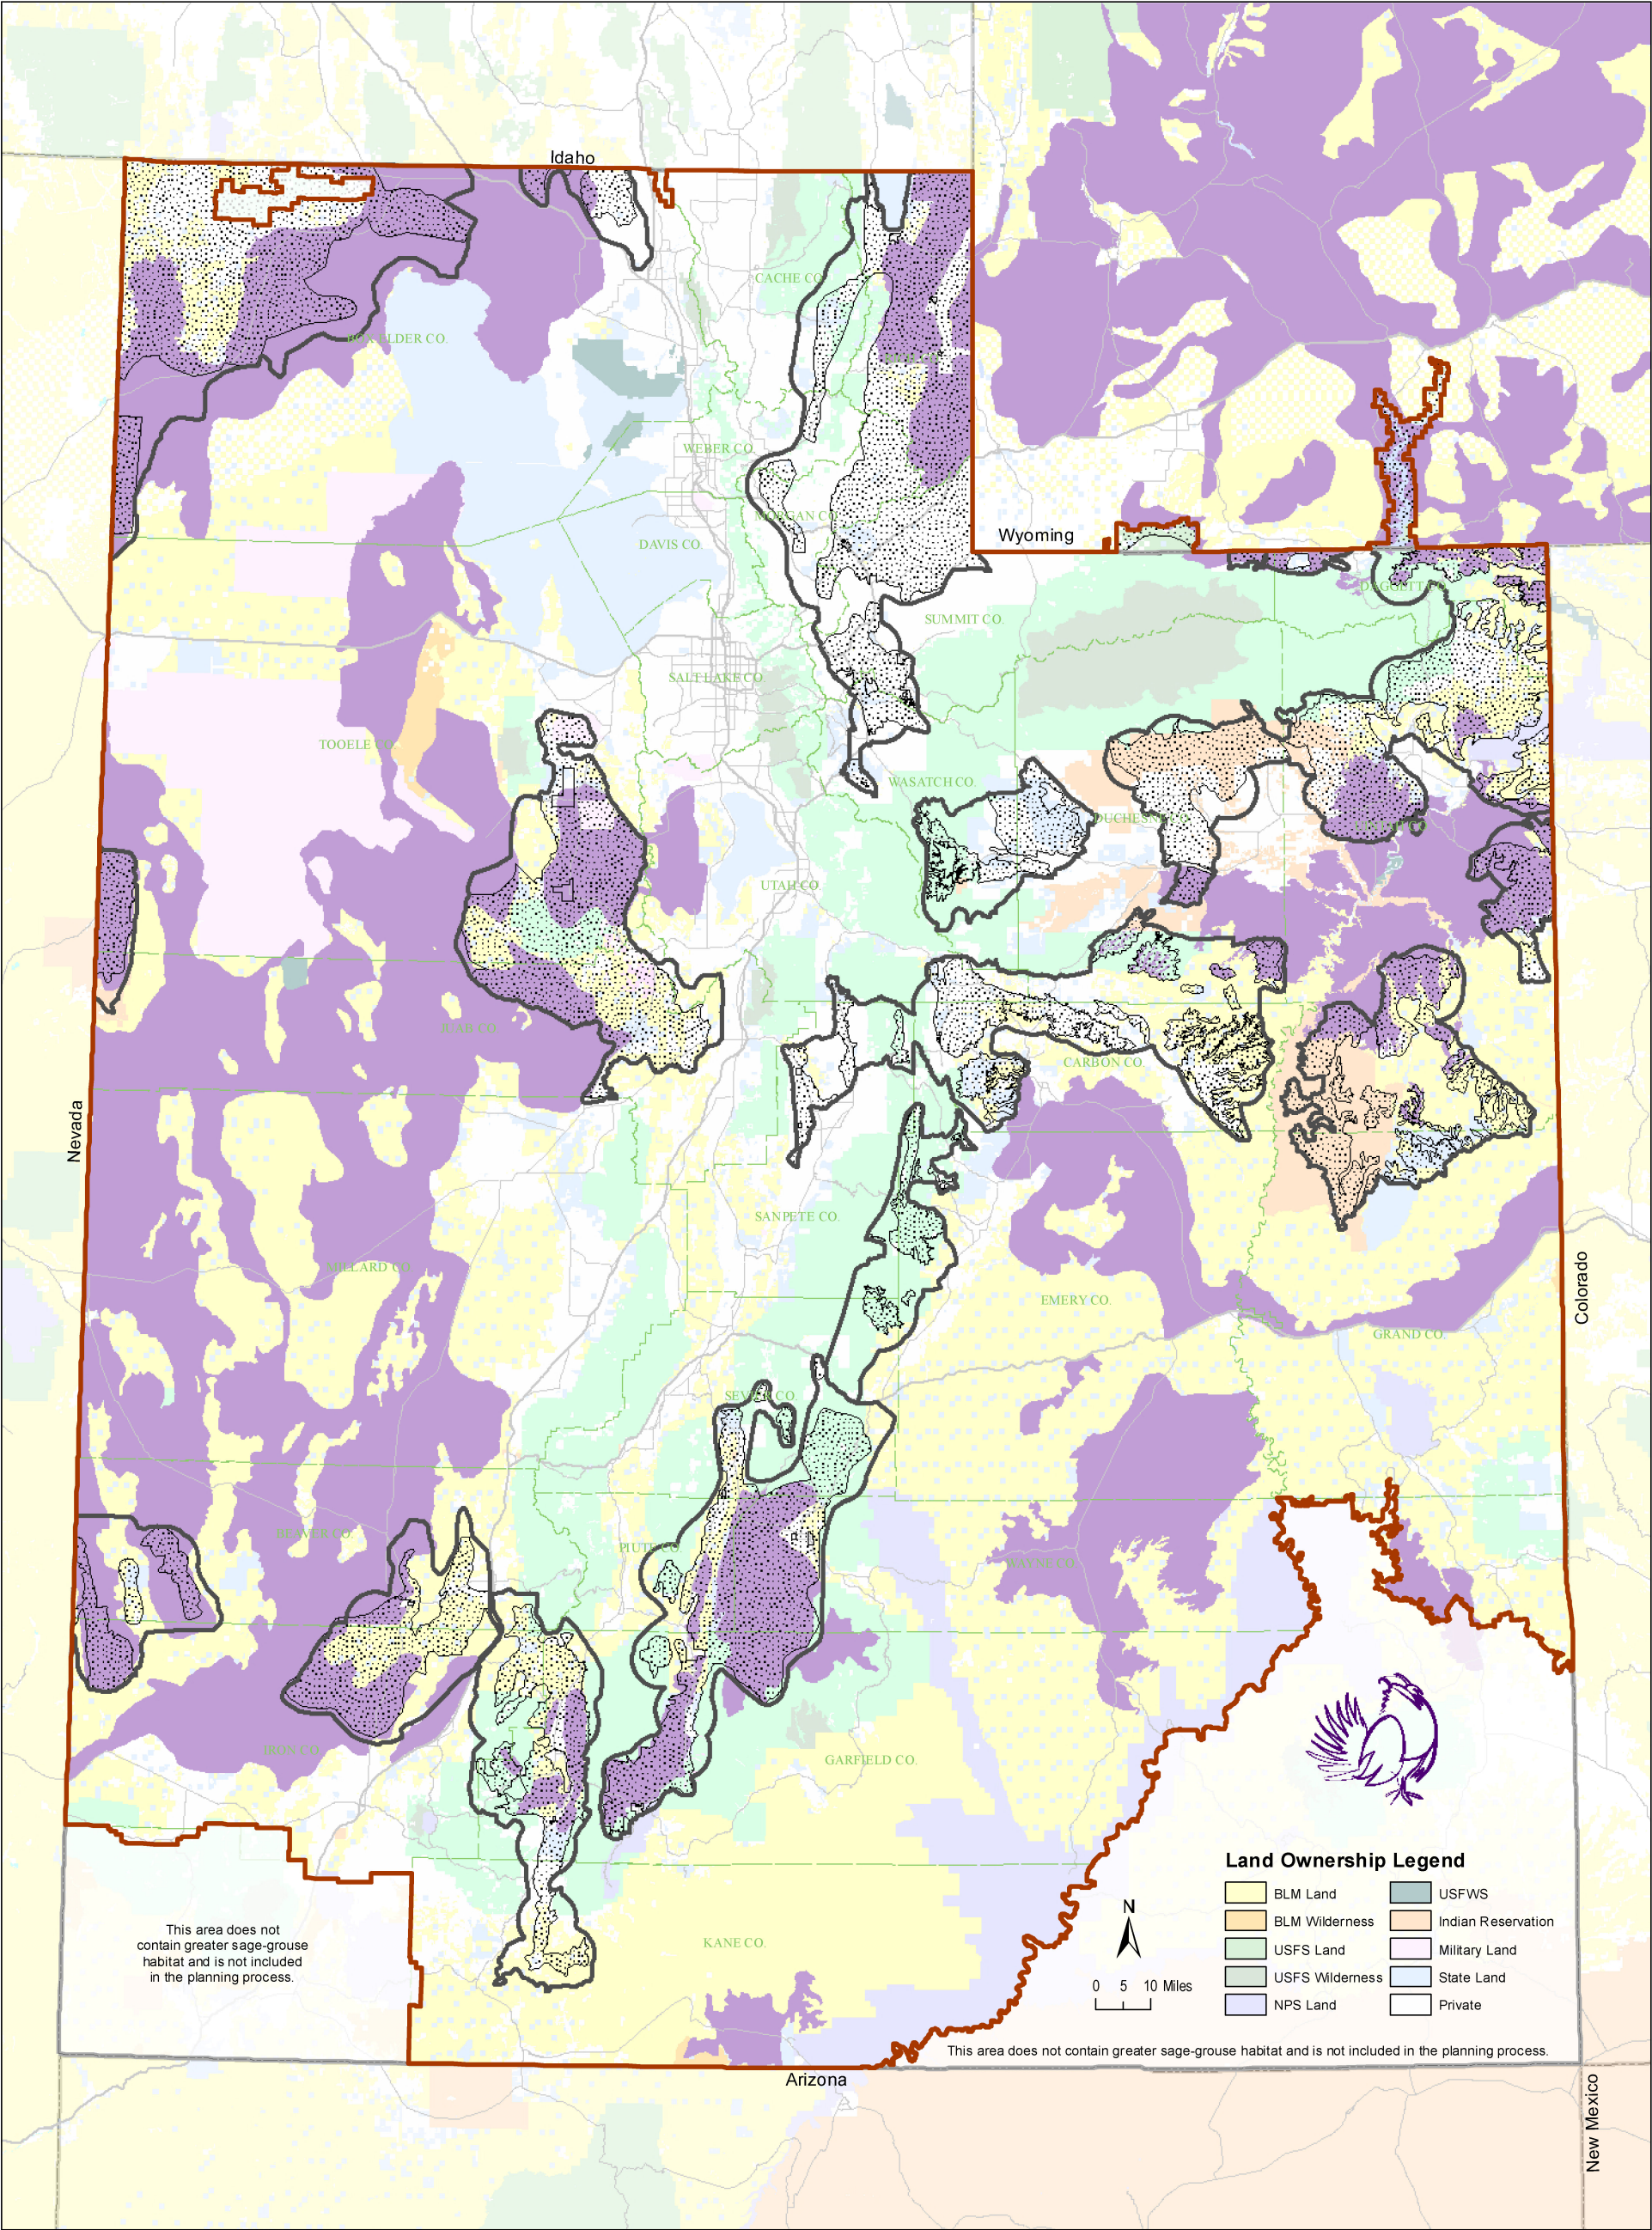 Idaho
CACHE CO.
BOX ELDER CO.
RICH CO.
WEBER CO.
MORGAN CO.
Wyoming
DAVIS CO.
DAGGETT CO.
SUMMIT CO.
SALT LAKE CO.
TOOELE CO.
WASATCH CO.
DUCHESNE CO.
UINTAH CO.
UTAH CO.
JUAB CO.
CARBON CO.
Nevada
SANPETE CO.
MILLARD CO.
EMERY CO.
Colorado
GRAND CO.
SEVIER CO.
BEAVER CO.
PIUTE CO.
WAYNE CO.
IRON CO.
GARFIELD CO.
Land Ownership Legend
BLM Land
BLM Wilderness
USFS Land
USFS Wilderness
NPS Land
USFWS
Indian Reservation
Military Land
State Land
Private
N
0 5 10 Miles
This area does not
contain greater sage-grouse
habitat and is not included
in the planning process.
KANE CO.
This area does not contain greater sage-grouse habitat and is not included in the planning process.
Arizona
New Mexico